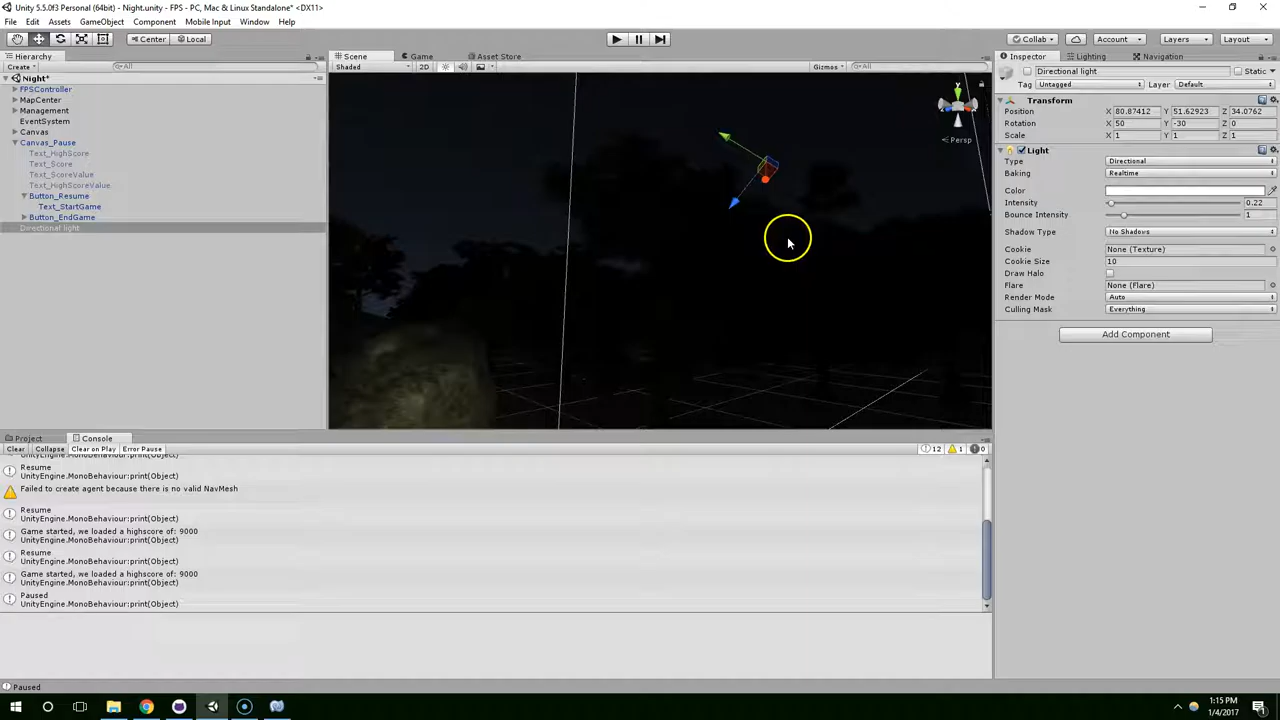 Unity 5.5.0f3 Personal (64bit) - Night.unity - FPS - PC, Mac & Linux Standalone* <DX11>
File Edit Assets GameObject Component Mobile Input Window Help
Center Local Collab Account Layers Layout
Hierarchy Scene Game Asset Store Inspector Lighting Navigation
Create All Shaded 2D Gizmos All
Directional light Static
Night*
Tag Untagged Layer Default
FPSController
MapCenter
Management
EventSystem
Canvas
Canvas_Pause
Text_HighScore
Text_Score
Text_ScoreValue
Text_HighScoreValue
Button_Resume
Text_StartGame
Button_EndGame
Directional light
y
Persp
Transform
Position X 80.87412 Y 51.62923 Z 34.0762
Rotation X 50 Y -30 Z 0
Scale X 1 Y 1 Z 1
Light
Type Directional
Baking Realtime
Color
Intensity 0.22
Bounce Intensity 1
Shadow Type No Shadows
Cookie None (Texture)
Cookie Size 10
Draw Halo
Flare None (Flare)
Render Mode Auto
Culling Mask Everything
Add Component
Project Console
Clear Collapse Clear on Play Error Pause 12 1 0
UnityEngine.MonoBehaviour:print(Object)
Resume
UnityEngine.MonoBehaviour:print(Object)
Failed to create agent because there is no valid NavMesh
Resume
UnityEngine.MonoBehaviour:print(Object)
Game started, we loaded a highscore of: 9000
UnityEngine.MonoBehaviour:print(Object)
Resume
UnityEngine.MonoBehaviour:print(Object)
Game started, we loaded a highscore of: 9000
UnityEngine.MonoBehaviour:print(Object)
Paused
UnityEngine.MonoBehaviour:print(Object)
Paused
1:15 PM
1/4/2017